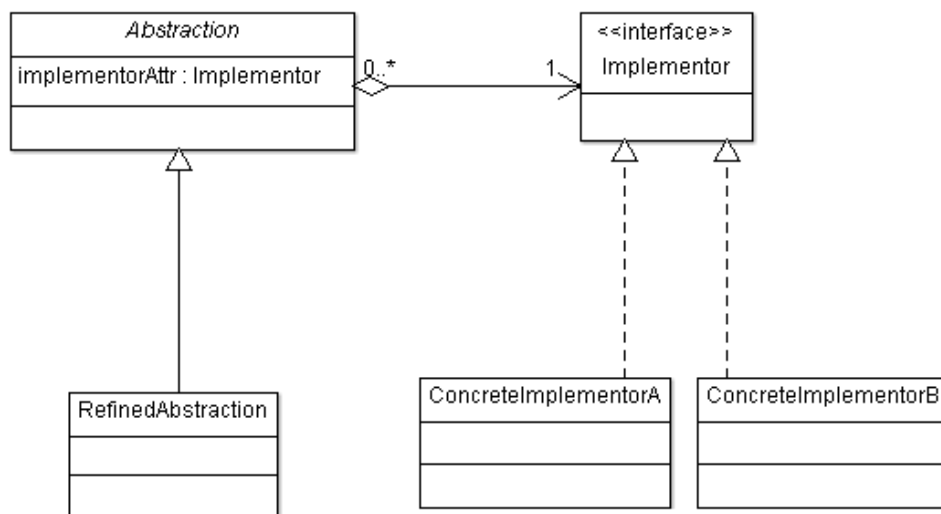 Abstraction
implementorAttr : Implementor
0..*
1
<<interface>>
Implementor
RefinedAbstraction
ConcreteImplementorA
ConcreteImplementorB